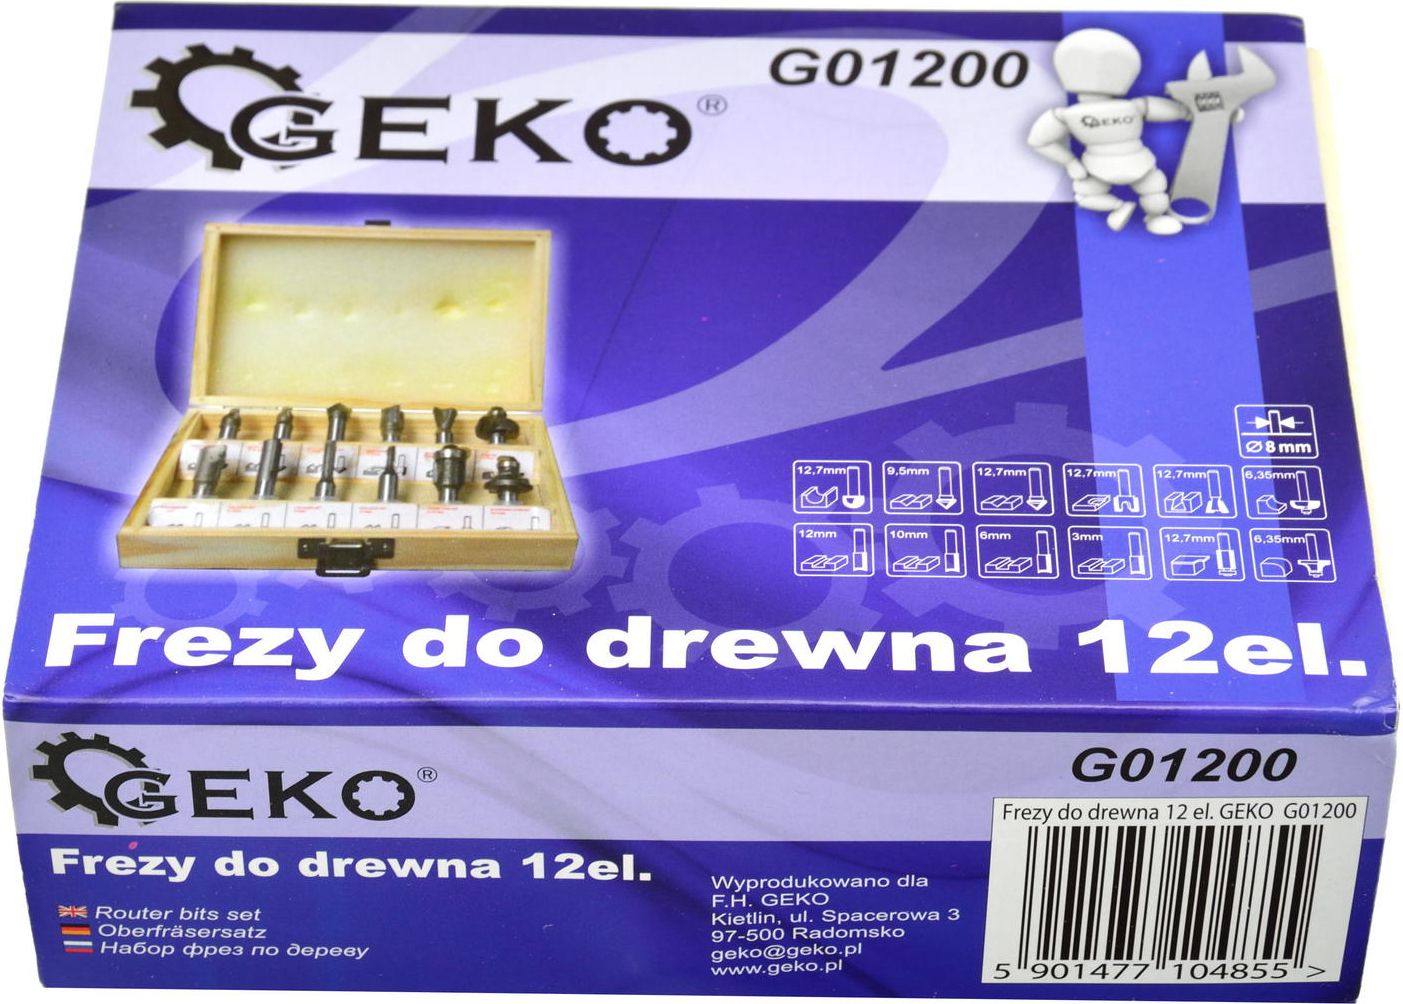 GEKO®
G01200
GEKO
Ø 8 mm
12,7mm 9,5mm 12,7mm 12,7mm 12,7mm 6,35mm
12mm 10mm 6mm 3mm 12,7mm 6,35mm
Frezy do drewna 12el.
GEKO®
G01200
Frezy do drewna 12 el. GEKO G01200
Frezy do drewna 12el.
Router bits set
Oberfräsersatz
Набор фрез по дереву
Wyprodukowano dla
F.H. GEKO
Kietlin, ul. Spacerowa 3
97-500 Radomsko
geko@geko.pl
www.geko.pl
5 901477 104855 >